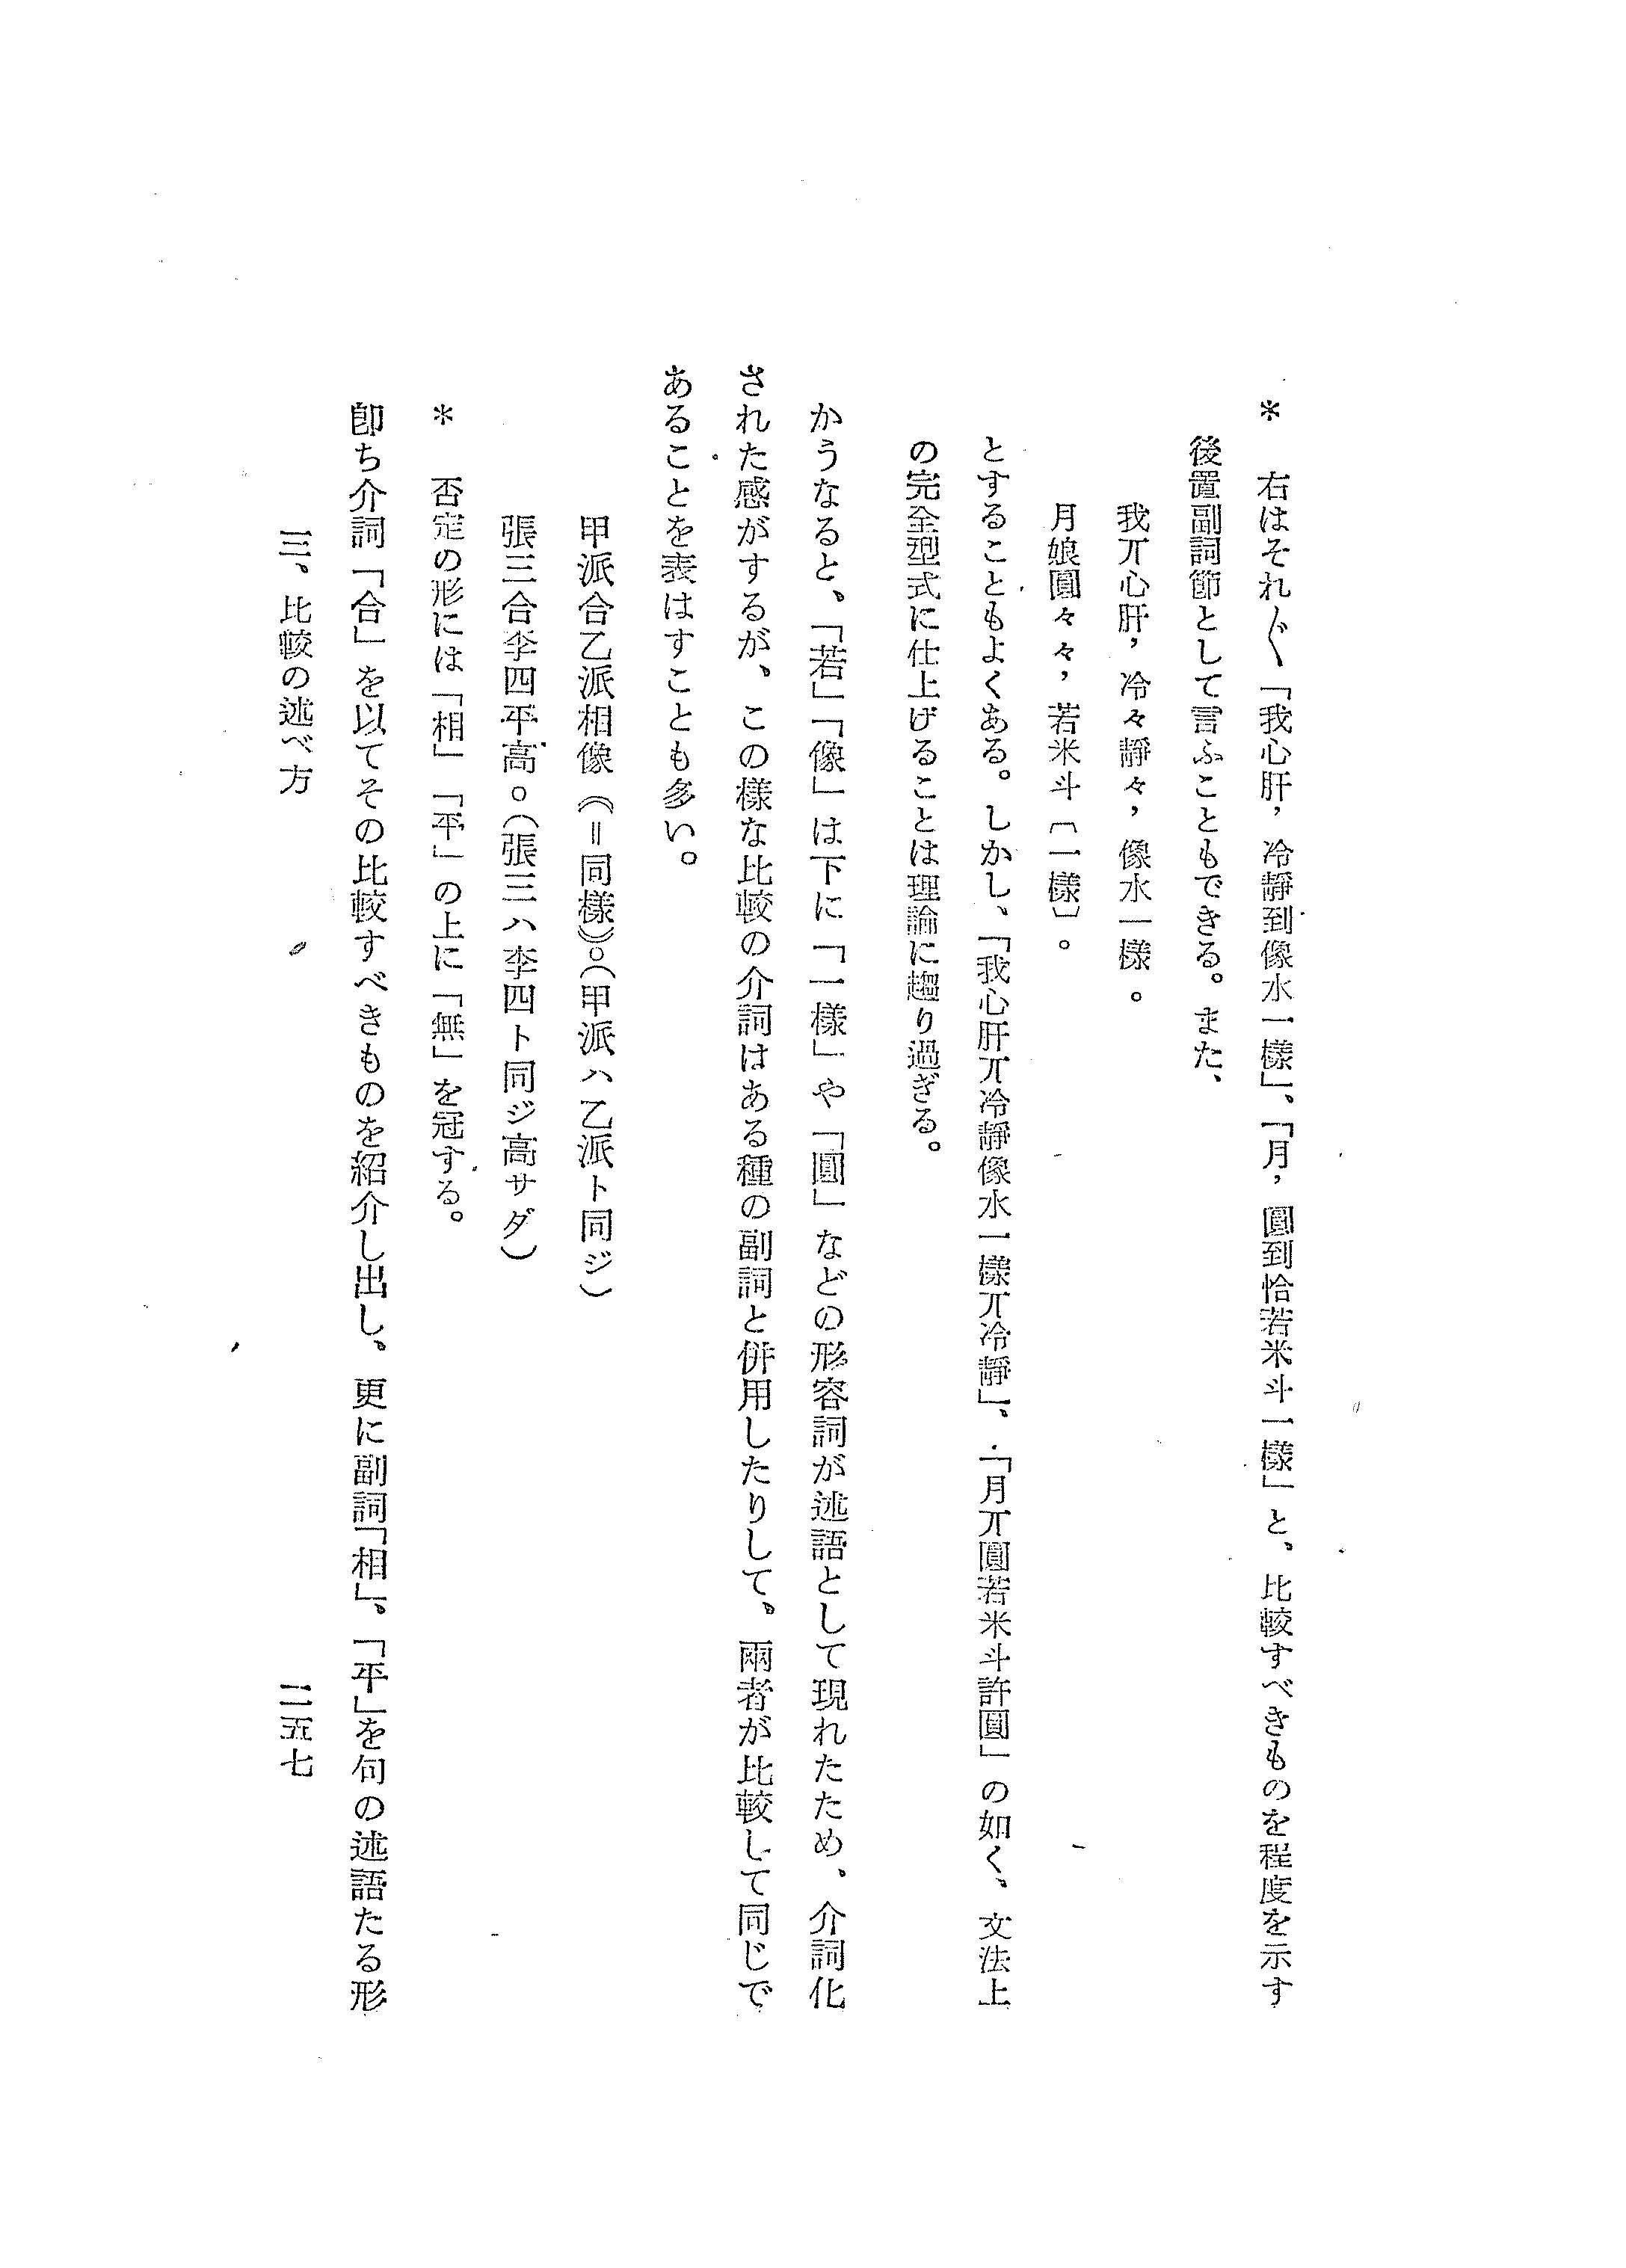 ＊　右はそれ〴〵「我心肝，冷靜到像水一樣」、「月，圓到恰若米斗一樣」と、比較すべきものを程度を示す
後置副詞節として言ふこともできる。また、
我丌心肝，冷々靜々，像水一樣。
月娘圓々々，若米斗〔一樣〕。
とすることもよくある。しかし、「我心肝丌冷靜像水一樣丌冷靜」、「月丌圓若米斗許圓」の如く、文法上
の完全型式に仕上げることは理論に趨り過ぎる。
かうなると、「若」「像」は下に「一樣」や「圓」などの形容詞が述語として現れたため、介詞化
された感がするが、この樣な比較の介詞はある種の副詞と併用したりして、兩者が比較して同じで
あることを表はすことも多い。
甲派合乙派相像（＝同樣）。（甲派ハ乙派ト同ジ）
張三合李四平高。（張三ハ李四ト同ジ高サダ）
＊　否定の形には「相」「平」の上に「無」を冠する。
卽ち介詞「合」を以てその比較すべきものを紹介し出し、更に副詞「相」、「平」を句の述語たる形
三、比較の述べ方　二五七